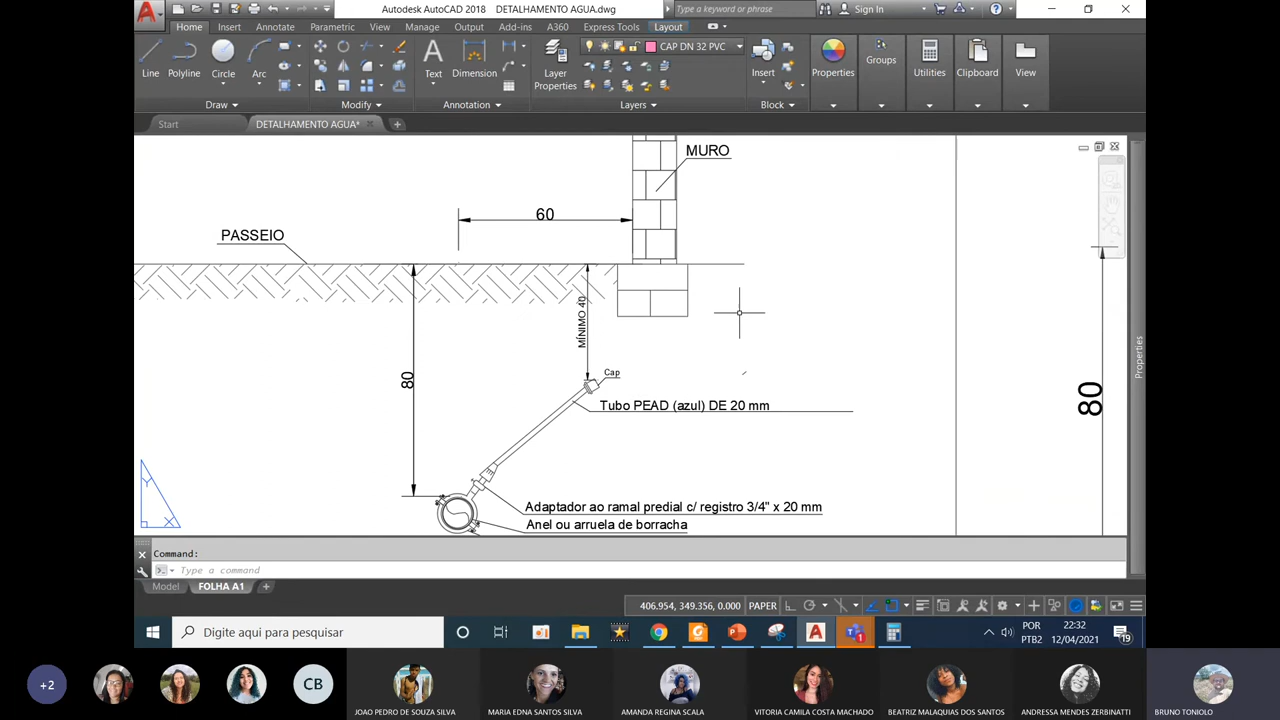 Autodesk AutoCAD 2018 DETALHAMENTO AGUA.dwg
Type a keyword or phrase
Sign In
Home Insert Annotate Parametric View Manage Output Add-ins A360 Express Tools Layout
CAP DN 32 PVC
Line Polyline Circle Arc Text Dimension Layer Properties Insert Properties Groups Utilities Clipboard View
Draw Modify Annotation Layers Block
Start DETALHAMENTO AGUA*
MURO
60
PASSEIO
MÍNIMO 40
80
Cap
80
Tubo PEAD (azul) DE 20 mm
Y
X
Adaptador ao ramal predial c/ registro 3/4" x 20 mm
Anel ou arruela de borracha
Properties
Command:
Type a command
Model FOLHA A1
406.954, 349.356, 0.000 PAPER
Digite aqui para pesquisar
1
POR
PTB2
22:32
12/04/2021
19
+2
CB
JOAO PEDRO DE SOUZA SILVA
MARIA EDNA SANTOS SILVA
AMANDA REGINA SCALA
VITORIA CAMILA COSTA MACHADO
BEATRIZ MALAQUIAS DOS SANTOS
ANDRESSA MENDES ZERBINATTI
BRUNO TONIOLO